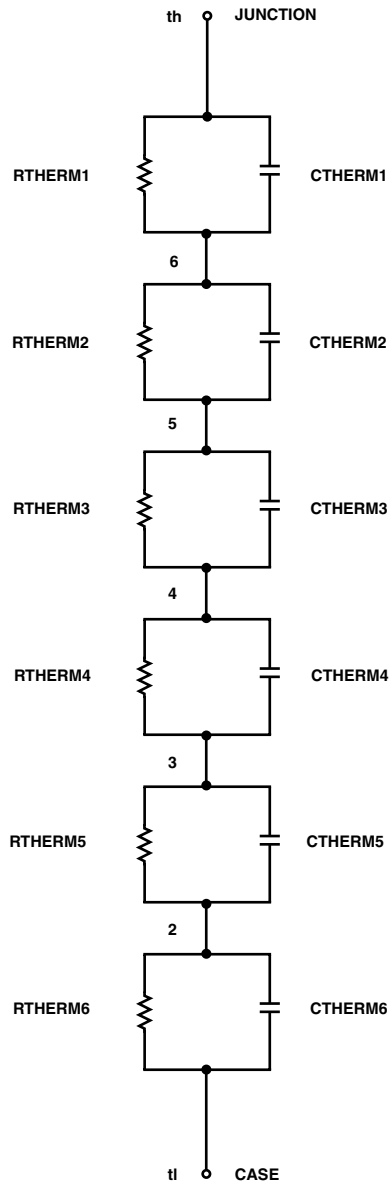 th JUNCTION
RTHERM1 CTHERM1
6
RTHERM2 CTHERM2
5
RTHERM3 CTHERM3
4
RTHERM4 CTHERM4
3
RTHERM5 CTHERM5
2
RTHERM6 CTHERM6
tl CASE